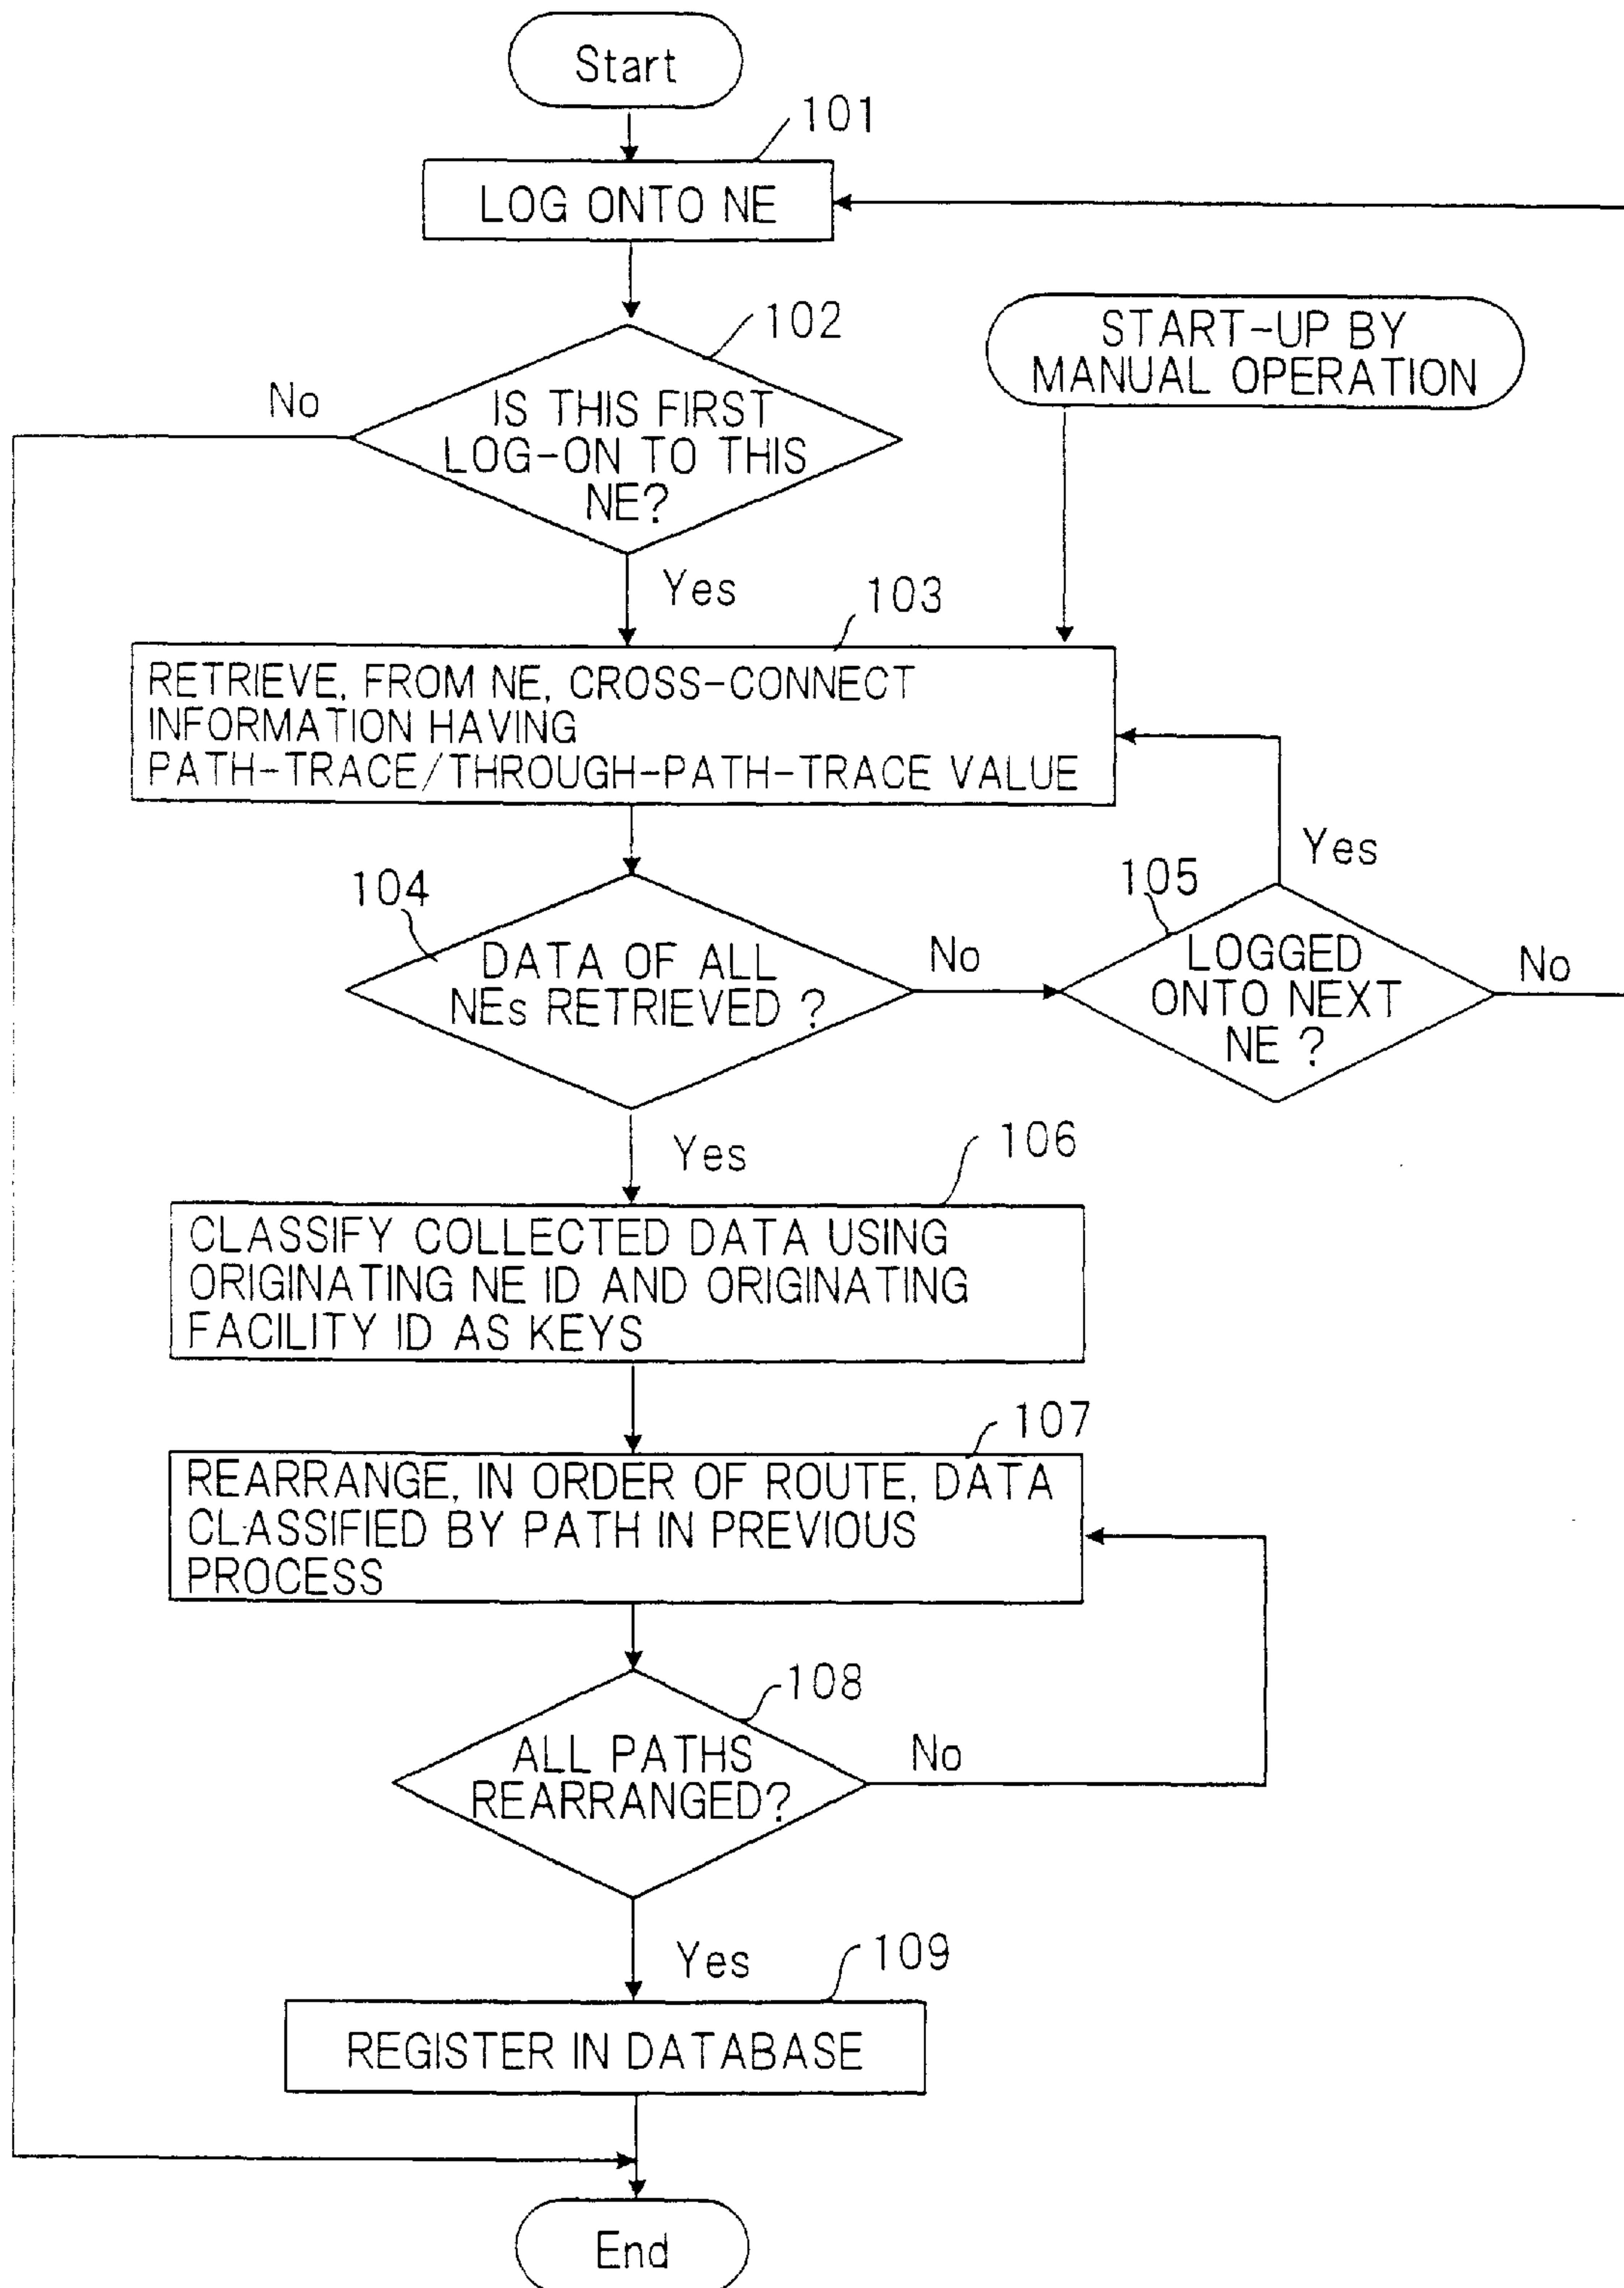 Start
101
LOG ONTO NE
102
START-UP BY
MANUAL OPERATION
No
IS THIS FIRST
LOG-ON TO THIS
NE?
Yes
103
RETRIEVE, FROM NE, CROSS-CONNECT
INFORMATION HAVING
PATH-TRACE/THROUGH-PATH-TRACE VALUE
Yes
104
105
DATA OF ALL
NEs RETRIEVED ?
No
LOGGED
ONTO NEXT
NE ?
No
Yes
106
CLASSIFY COLLECTED DATA USING
ORIGINATING NE ID AND ORIGINATING
FACILITY ID AS KEYS
107
REARRANGE, IN ORDER OF ROUTE, DATA
CLASSIFIED BY PATH IN PREVIOUS
PROCESS
108
ALL PATHS
REARRANGED?
No
Yes
109
REGISTER IN DATABASE
End